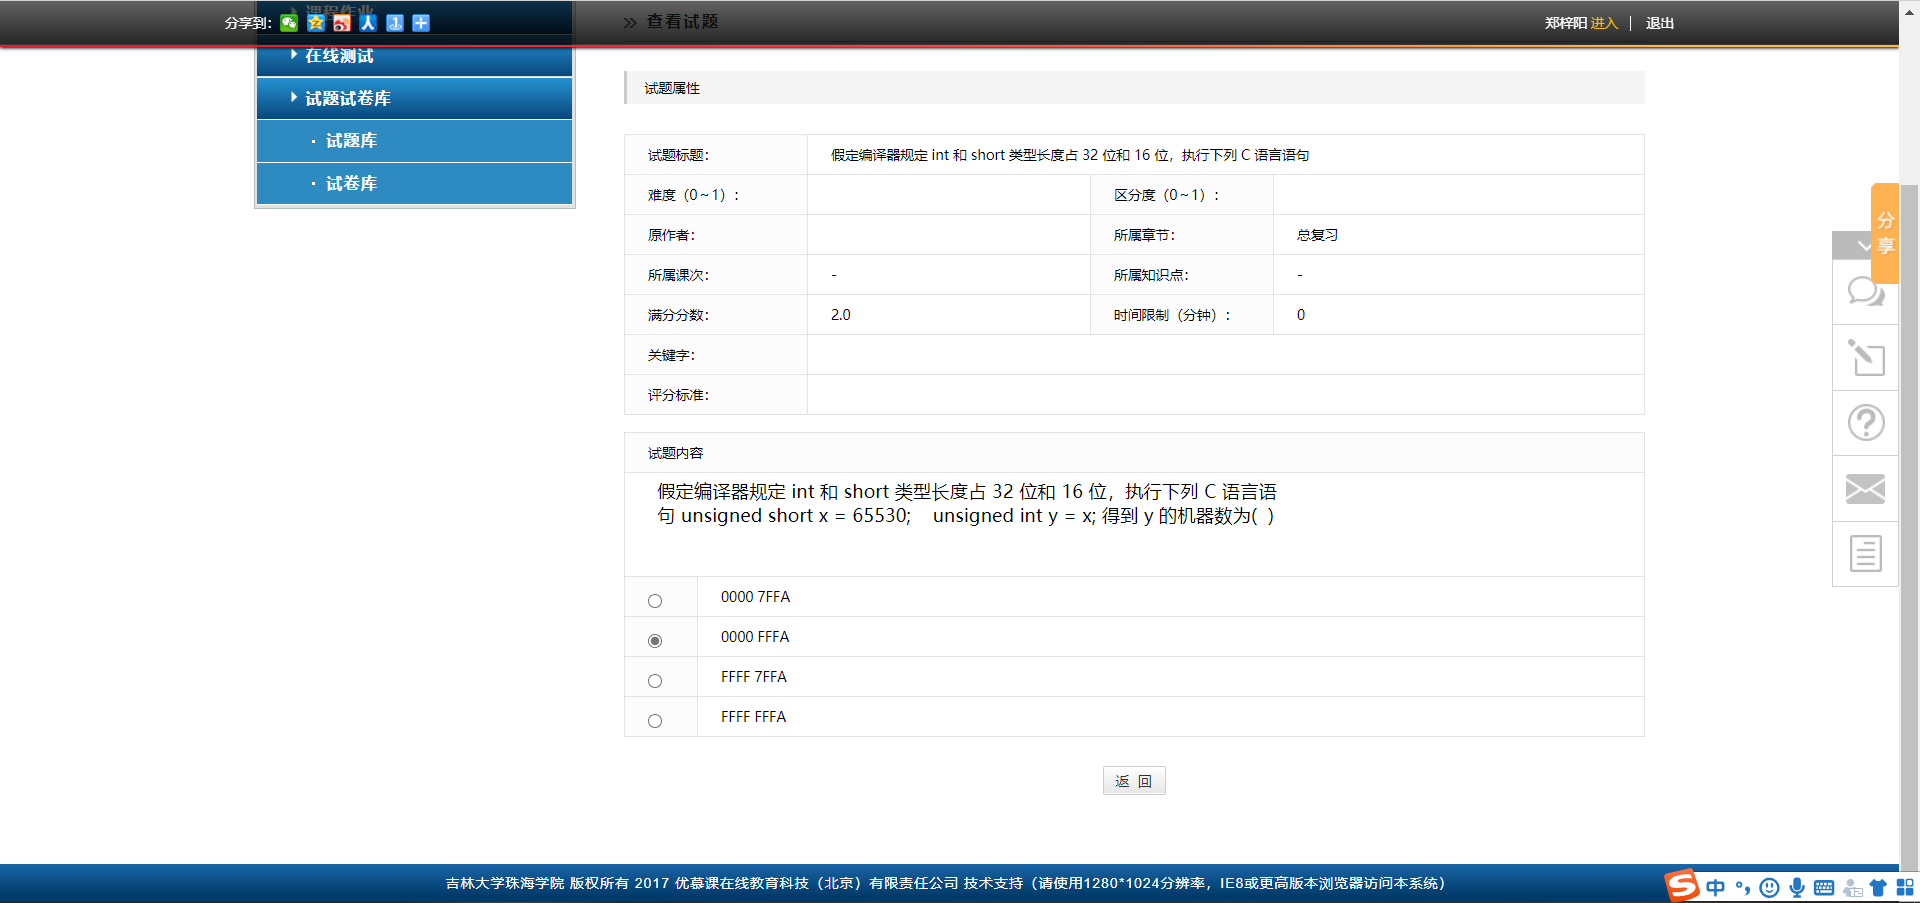 分享到：
课程作业
查看试题
郑梓阳 进入 | 退出
在线测试
试题试卷库
· 试题库
· 试卷库
试题属性
试题标题： 假定编译器规定 int 和 short 类型长度占 32 位和 16 位，执行下列 C 语言语句
难度（0～1）： 区分度（0～1）：
原作者： 所属章节： 总复习
所属课次： - 所属知识点： -
满分分数： 2.0 时间限制（分钟）： 0
关键字：
评分标准：
试题内容
假定编译器规定 int 和 short 类型长度占 32 位和 16 位，执行下列 C 语言语
句 unsigned short x = 65530; unsigned int y = x; 得到 y 的机器数为( )
0000 7FFA
0000 FFFA
FFFF 7FFA
FFFF FFFA
返 回
分
享
吉林大学珠海学院 版权所有 2017 优慕课在线教育科技（北京）有限责任公司 技术支持（请使用1280*1024分辨率，IE8或更高版本浏览器访问本系统）
中